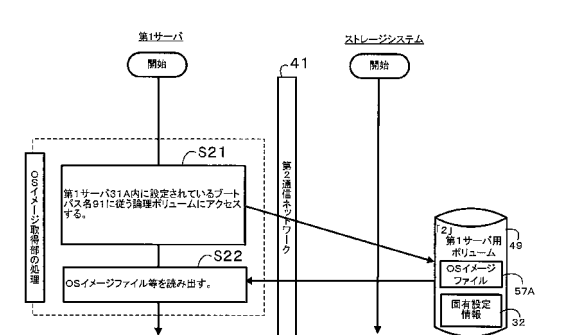 第1サーバ
ストレージシステム
開始
41
開始
S21
第1サーバ31A内に設定されているブート
パス名91に従う論理ボリュームにアクセス
する。
OSイメージ取得部の処理
第2通信ネットワーク
「2」
第1サーバ用
ボリューム
49
S22
OSイメージファイル等を読み出す。
OSイメージ
ファイル
57A
固有設定
情報
32